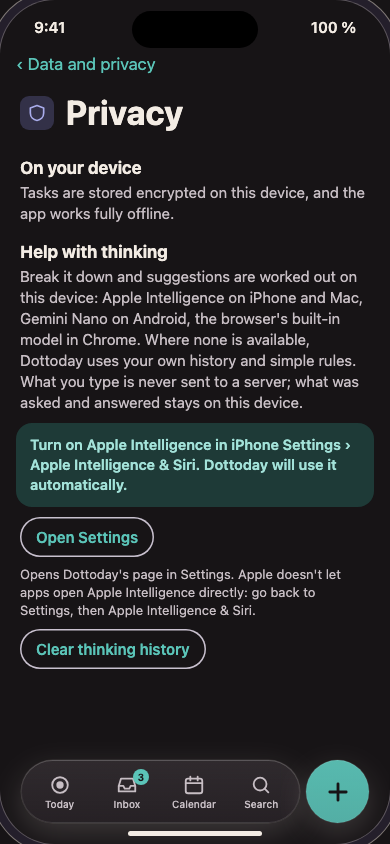 9:41
100 %
‹ Data and privacy
Privacy
On your device
Tasks are stored encrypted on this device, and the
app works fully offline.
Help with thinking
Break it down and suggestions are worked out on
this device: Apple Intelligence on iPhone and Mac,
Gemini Nano on Android, the browser's built-in
model in Chrome. Where none is available,
Dottoday uses your own history and simple rules.
What you type is never sent to a server; what was
asked and answered stays on this device.
Turn on Apple Intelligence in iPhone Settings ›
Apple Intelligence & Siri. Dottoday will use it
automatically.
Open Settings
Opens Dottoday's page in Settings. Apple doesn't let
apps open Apple Intelligence directly: go back to
Settings, then Apple Intelligence & Siri.
Clear thinking history
3
Today
Inbox
Calendar
Search